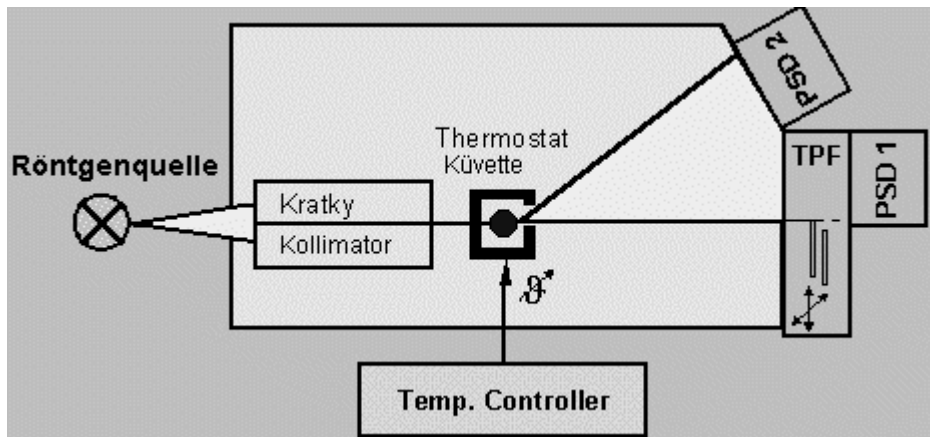 PSD 2
Thermostat
Küvette
TPF
PSD 1
Röntgenquelle
Kratky
Kollimator
ϑ
Temp. Controller